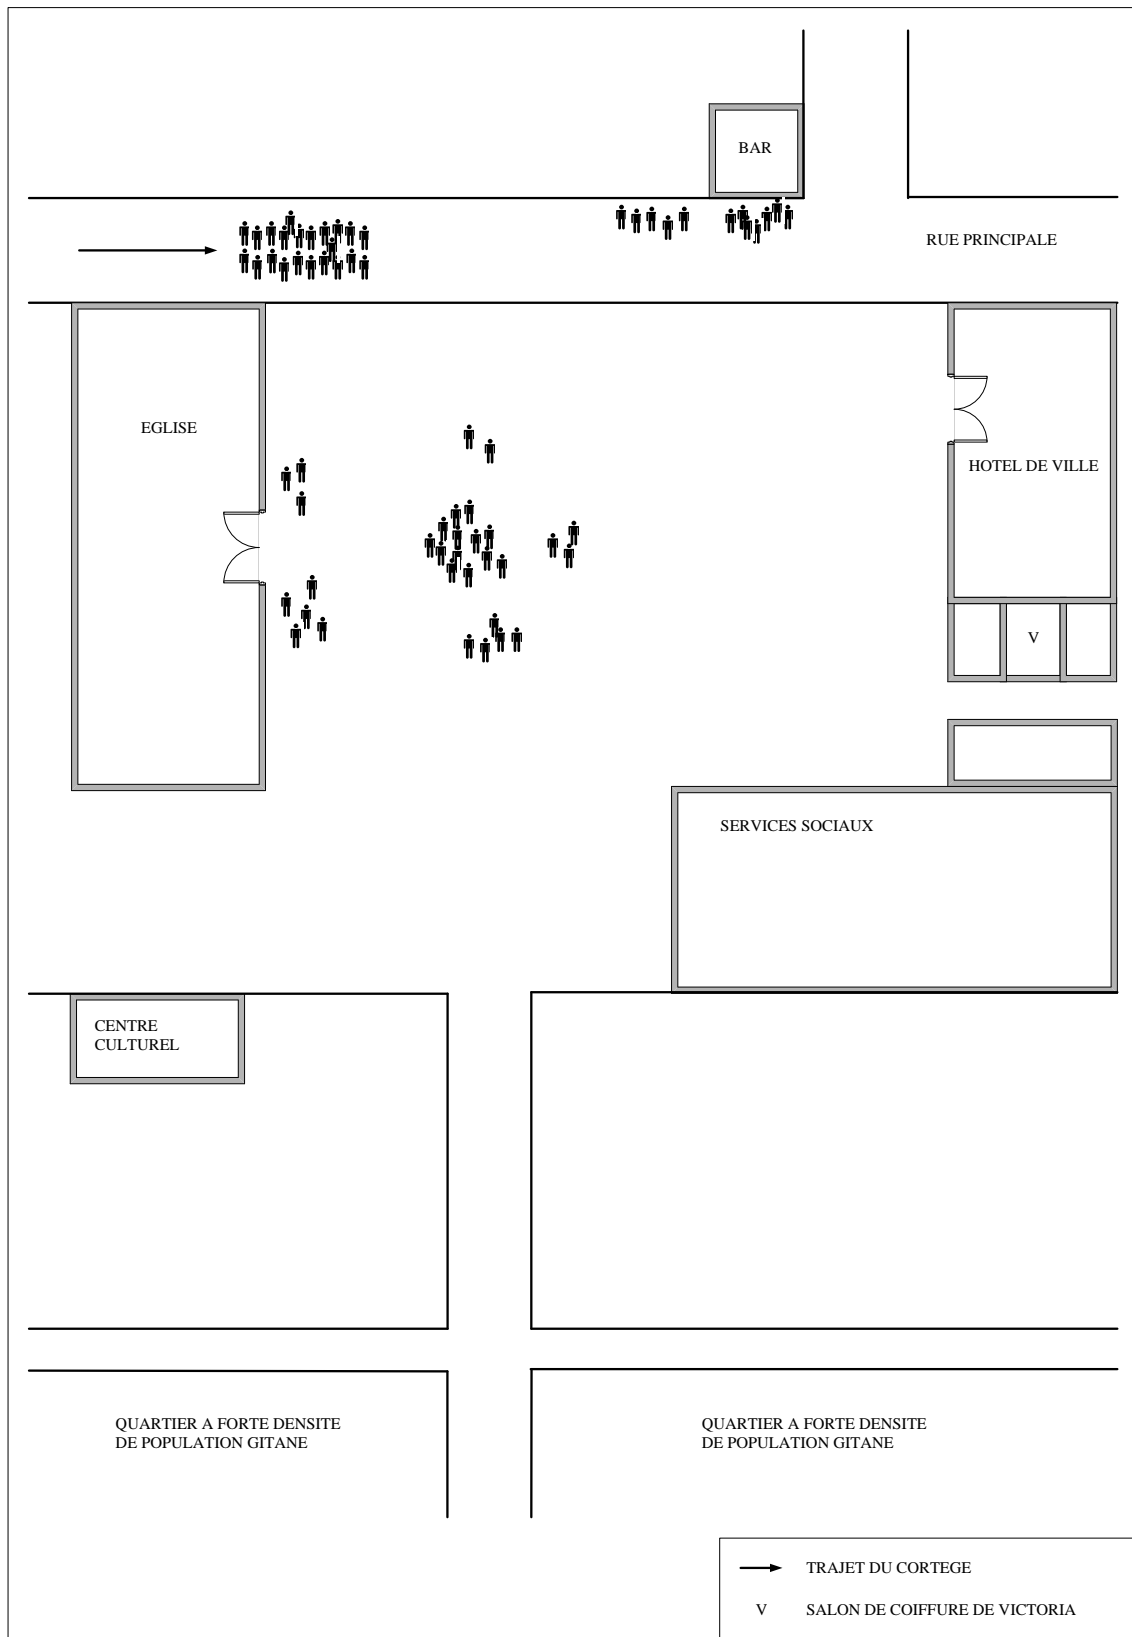 BAR
RUE PRINCIPALE
EGLISE
HOTEL DE VILLE
V
SERVICES SOCIAUX
CENTRE
CULTUREL
QUARTIER A FORTE DENSITE
DE POPULATION GITANE
QUARTIER A FORTE DENSITE
DE POPULATION GITANE
TRAJET DU CORTEGE
V SALON DE COIFFURE DE VICTORIA